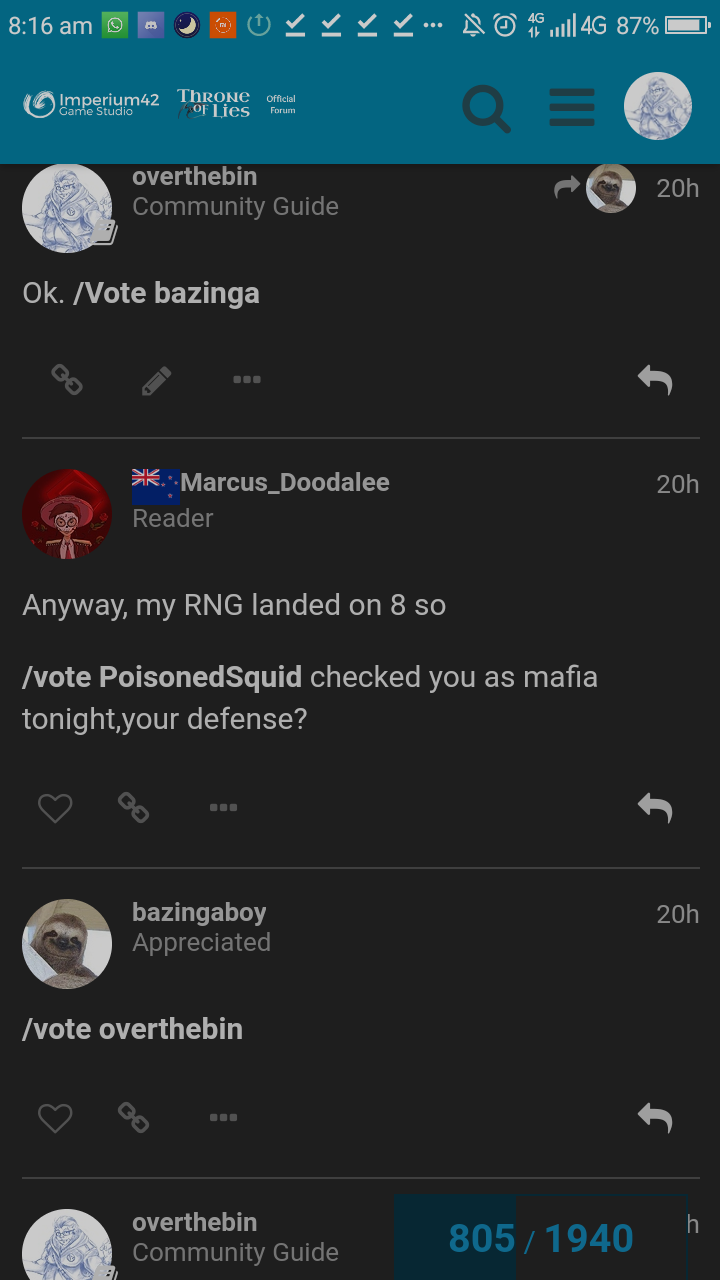 8:16 am
4G
4G 87%
Imperium42
Game Studio
THRONE
OF LIES
Official
Forum
overthebin
Community Guide
20h
Ok. /Vote bazinga
Marcus_Doodalee
20h
Reader
Anyway, my RNG landed on 8 so
/vote PoisonedSquid checked you as mafia
tonight,your defense?
bazingaboy
20h
Appreciated
/vote overthebin
overthebin
h
Community Guide
805 / 1940